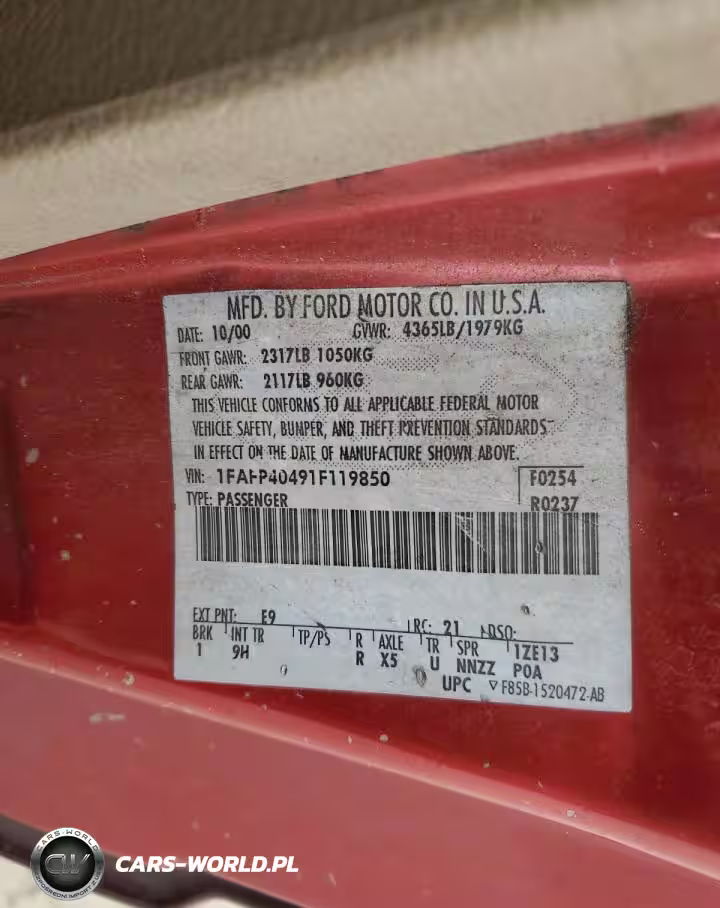 MFD. BY FORD MOTOR CO. IN U.S.A.
DATE: 10/00 GVWR: 4365LB/1979KG
FRONT GAWR: 2317LB 1050KG
REAR GAWR: 2117LB 960KG
THIS VEHICLE CONFORMS TO ALL APPLICABLE FEDERAL MOTOR
VEHICLE SAFETY, BUMPER, AND THEFT PREVENTION STANDARDS
IN EFFECT ON THE DATE OF MANUFACTURE SHOWN ABOVE.
VIN: 1FAFP40491F119850 F0254
TYPE: PASSENGER R0237
EXT PNT: E9 RC: 21 DSO:
BRK INT TR TP/PS R AXLE TR SPR 1ZE13
1 9H R X5 U NNZZ POA
UPC ▽F85B-1520472-AB
CARS-WORLD
CW
CARS-WORLD.PL